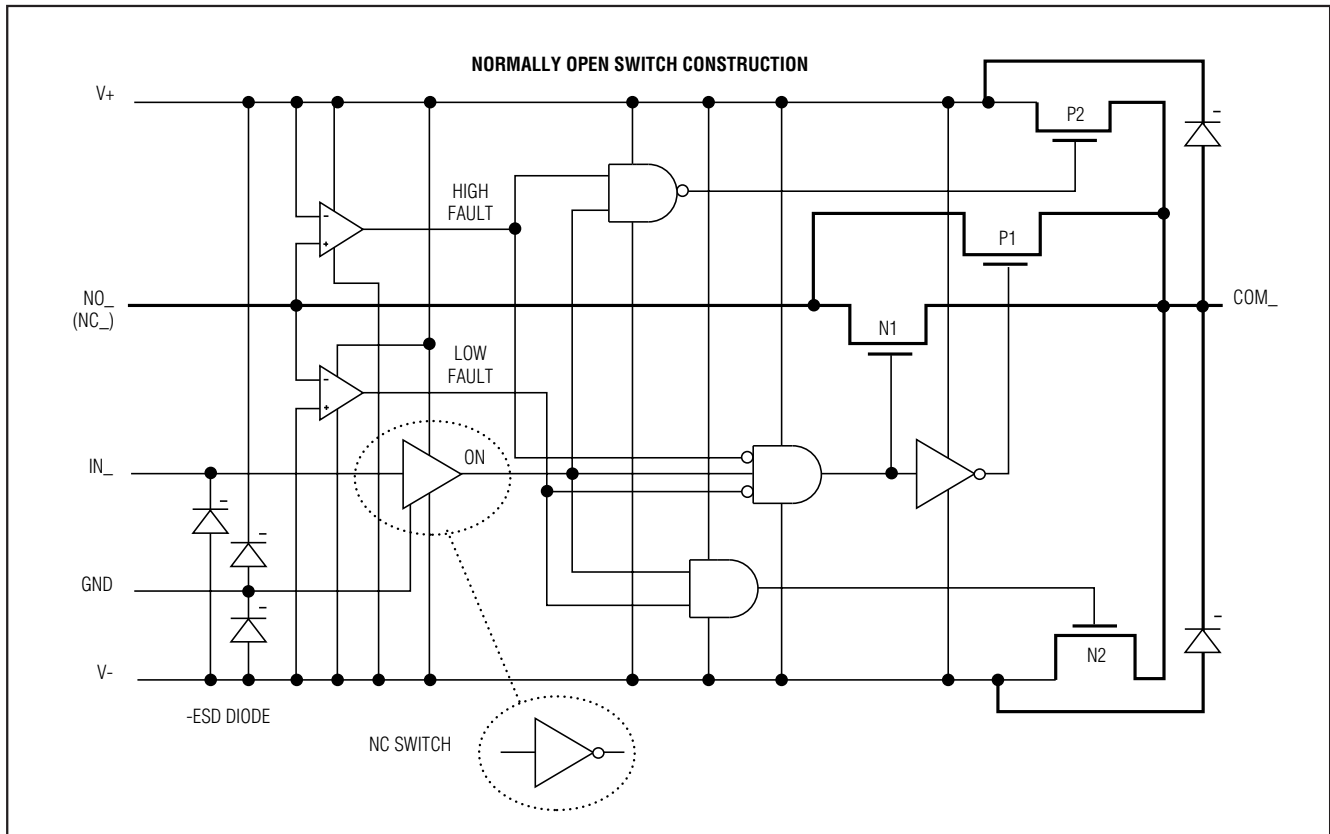 NORMALLY OPEN SWITCH CONSTRUCTION
V+
P2
HIGH
FAULT
P1
NO_
(NC_)
COM_
N1
LOW
FAULT
IN_
ON
GND
N2
V-
-ESD DIODE
NC SWITCH